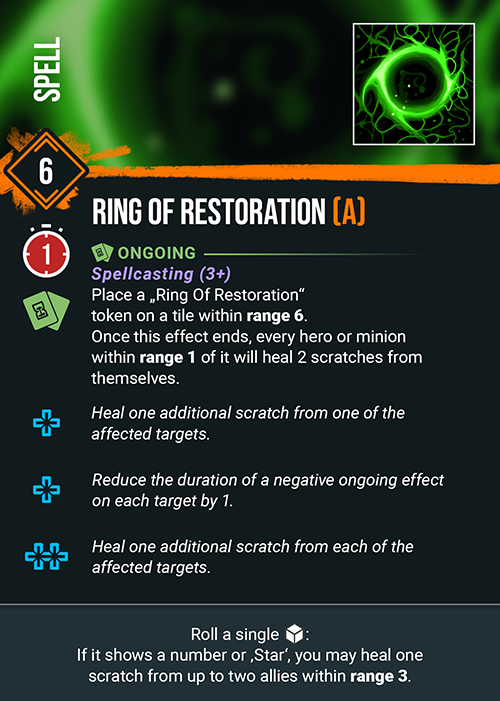 SPELL
6
RING OF RESTORATION (A)
1
ONGOING
Spellcasting (3+)
Place a „Ring Of Restoration“
token on a tile within range 6.
Once this effect ends, every hero or minion
within range 1 of it will heal 2 scratches from
themselves.
Heal one additional scratch from one of the
affected targets.
Reduce the duration of a negative ongoing effect
on each target by 1.
Heal one additional scratch from each of the
affected targets.
Roll a single :
If it shows a number or ‚Star‘, you may heal one
scratch from up to two allies within range 3.